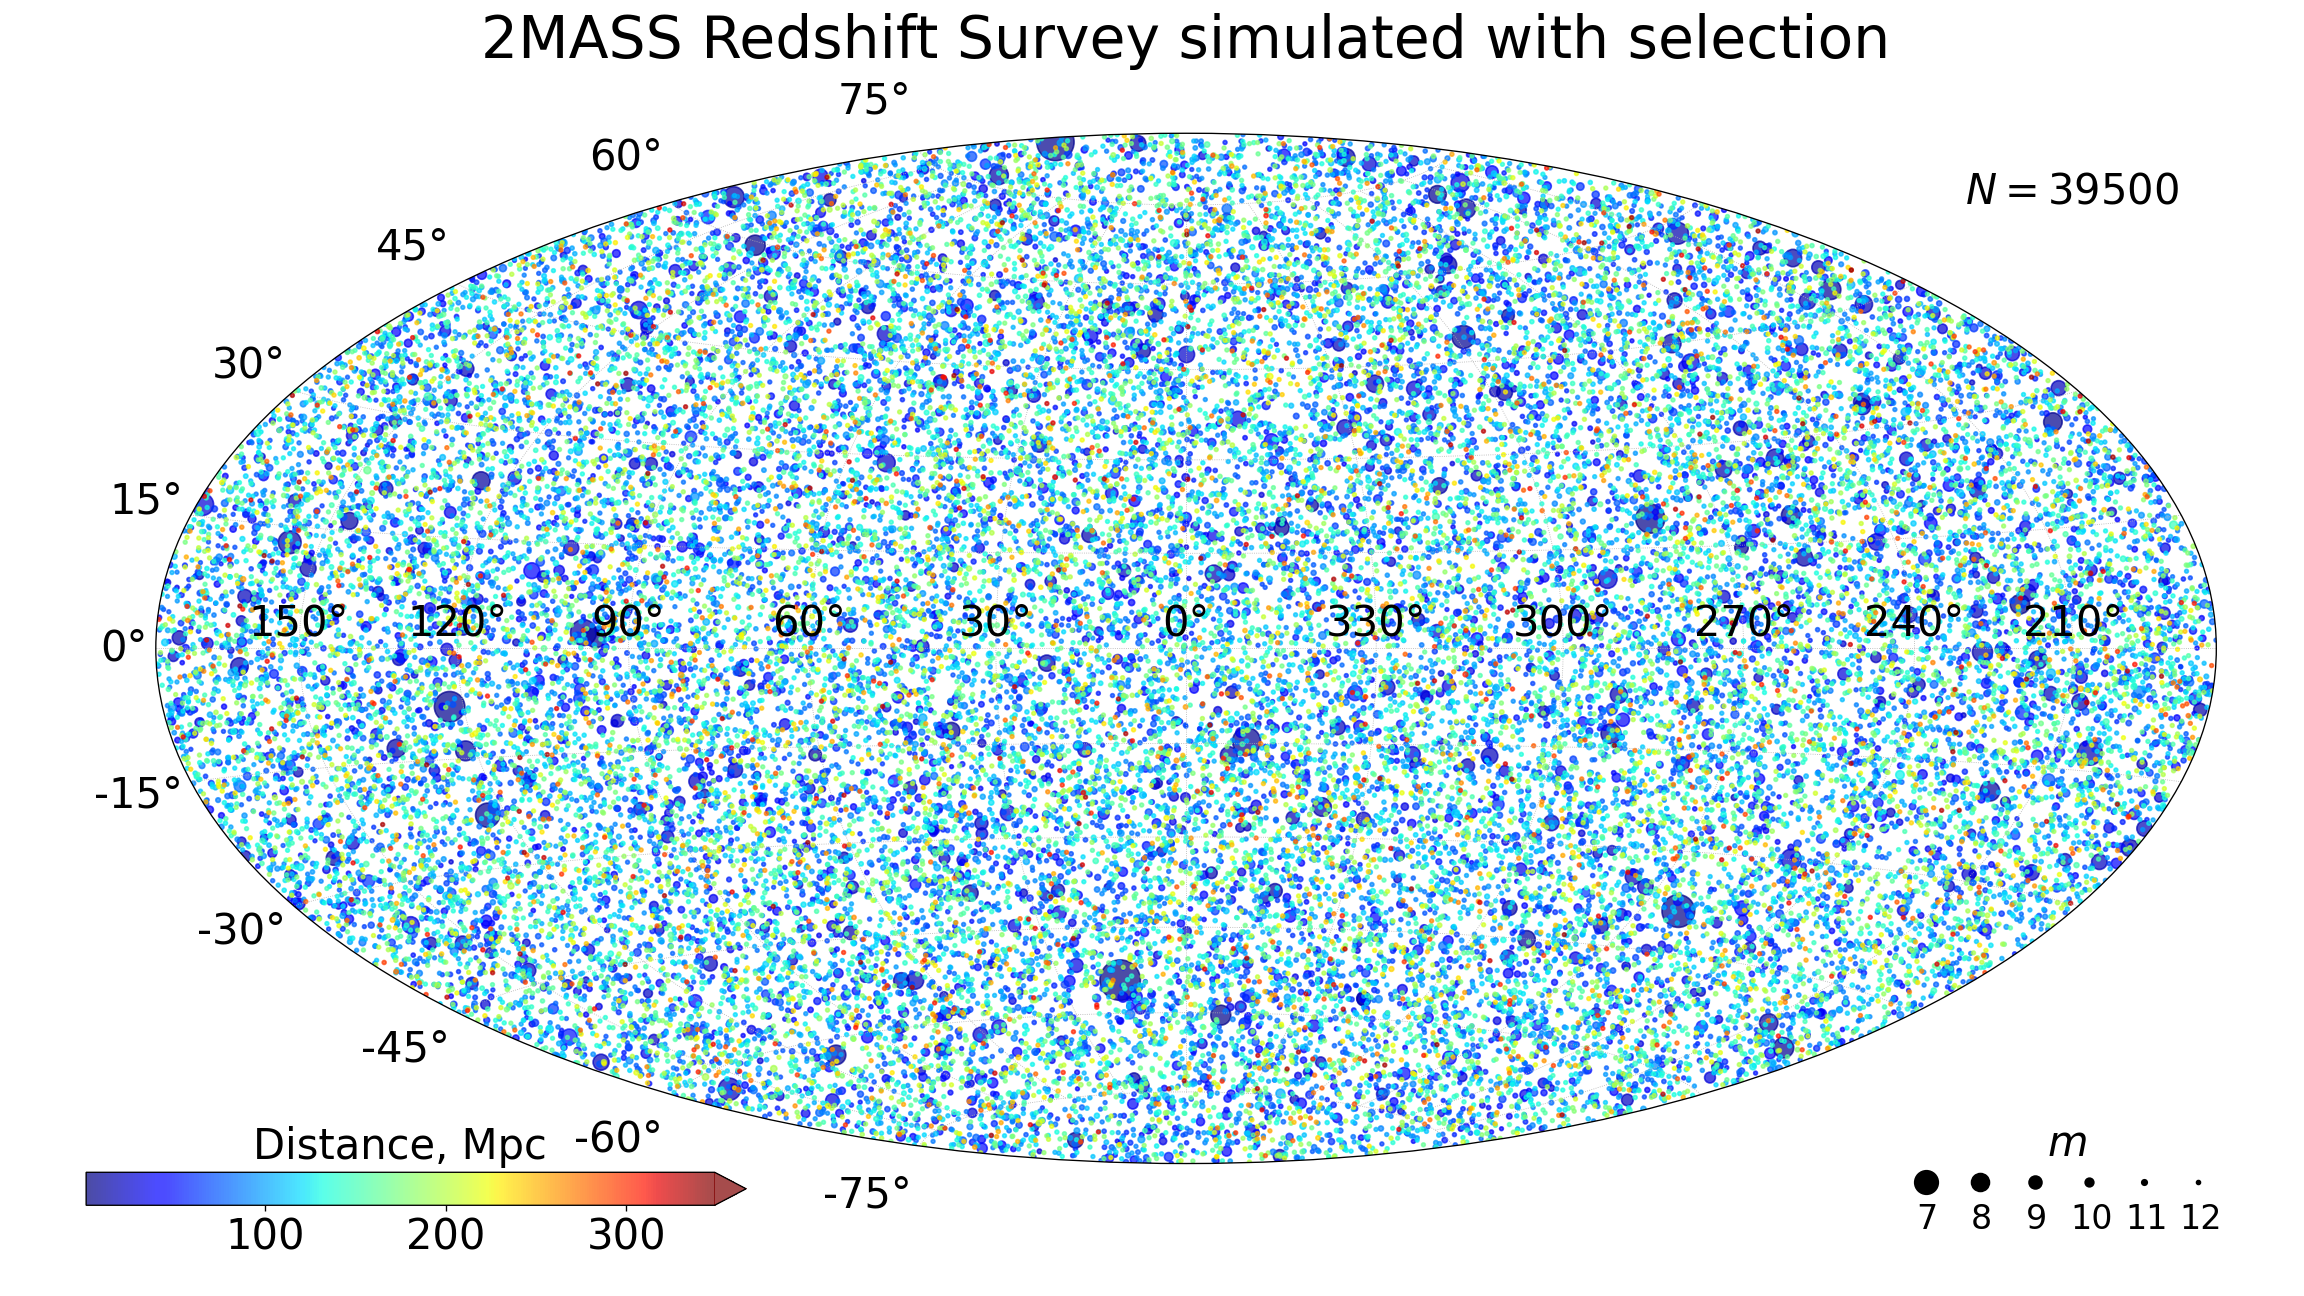 2MASS Redshift Survey simulated with selection
75°
60°
N = 39500
45°
30°
15°
150° 120° 90° 60° 30° 0° 330° 300° 270° 240° 210°
0°
-15°
-30°
-45°
-60°
-75°
Distance, Mpc
100 200 300
m
7 8 9 10 11 12